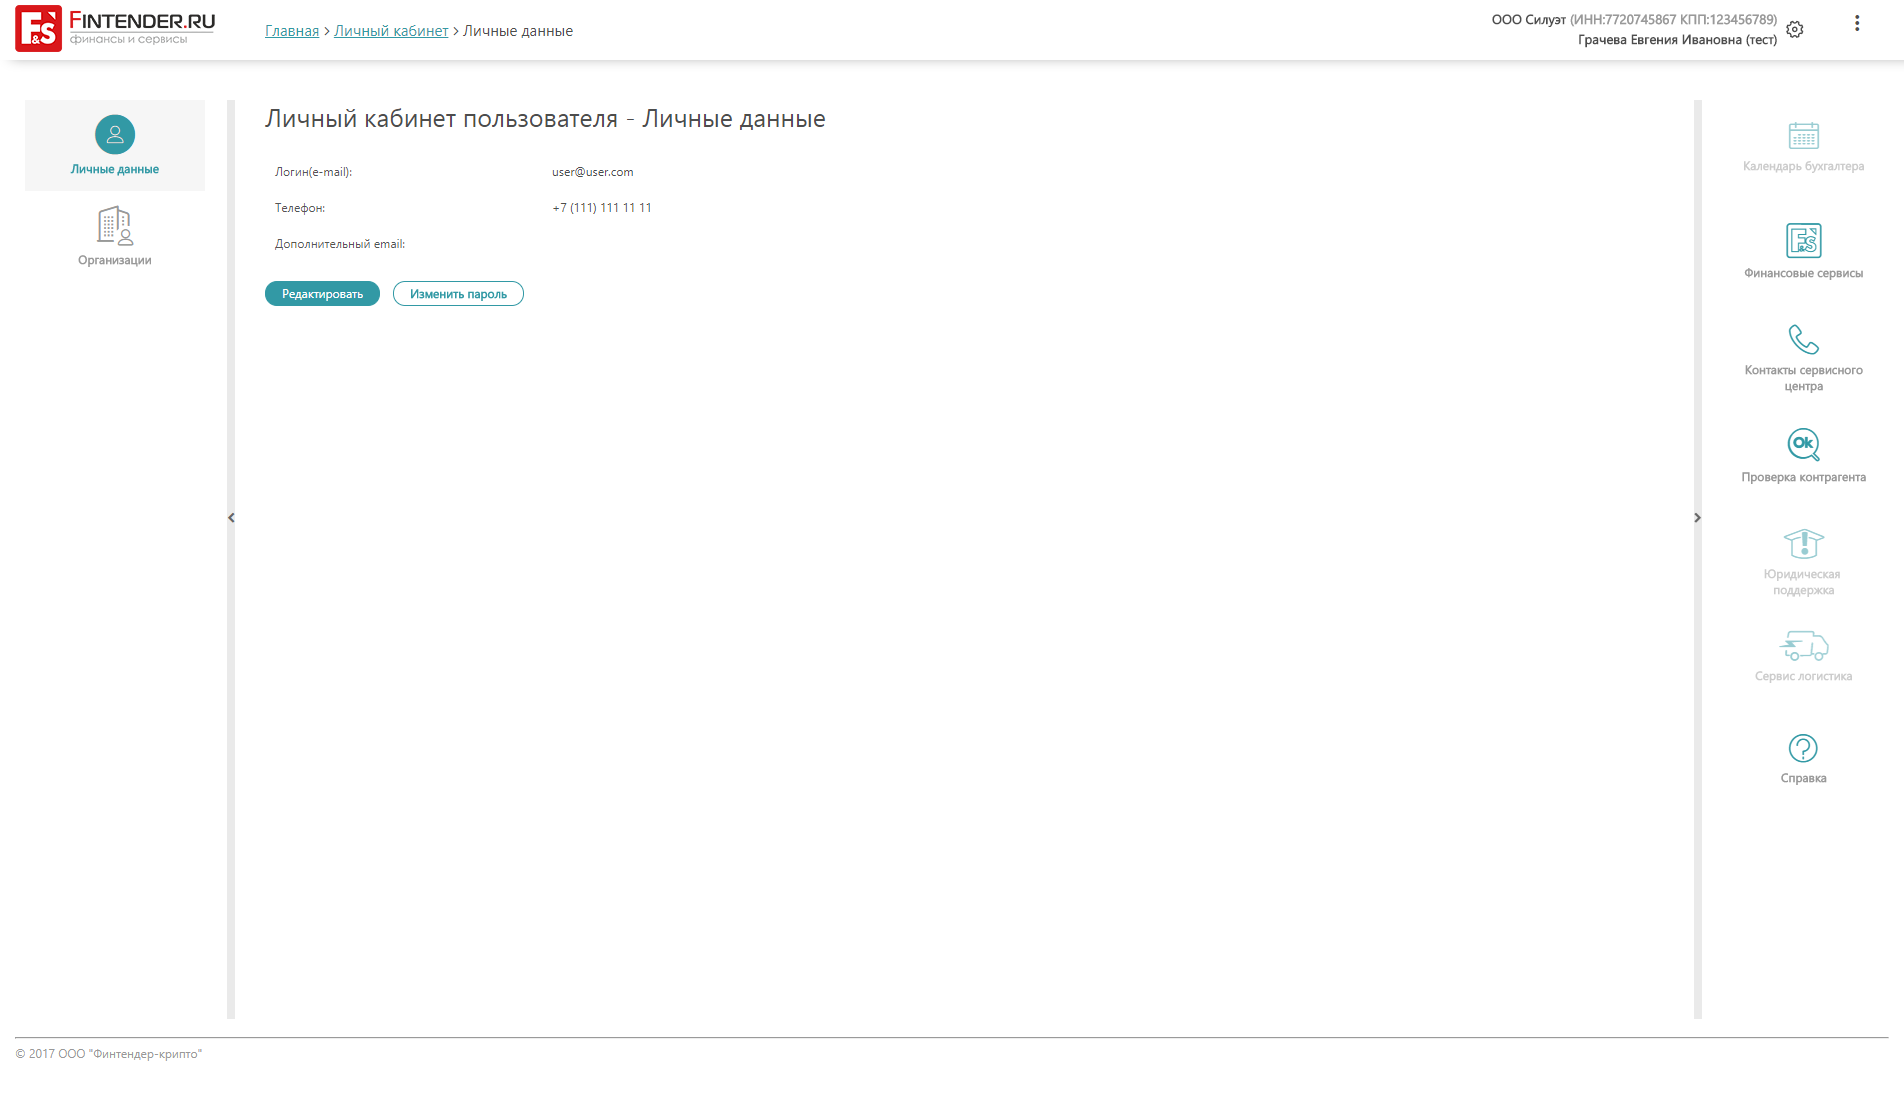 F&S FINTENDER.RU
финансы и сервисы
Главная > Личный кабинет > Личные данные
ООО Силуэт (ИНН:7720745867 КПП:123456789)
Грачева Евгения Ивановна (тест)
Личные данные
Организации
Личный кабинет пользователя - Личные данные
Логин(e-mail): user@user.com
Телефон: +7 (111) 111 11 11
Дополнительный email:
Редактировать Изменить пароль
Календарь бухгалтера
F&S
Финансовые сервисы
Контакты сервисного
центра
Ok
Проверка контрагента
Юридическая
поддержка
Сервис логистика
Справка
© 2017 ООО "Финтендер-крипто"